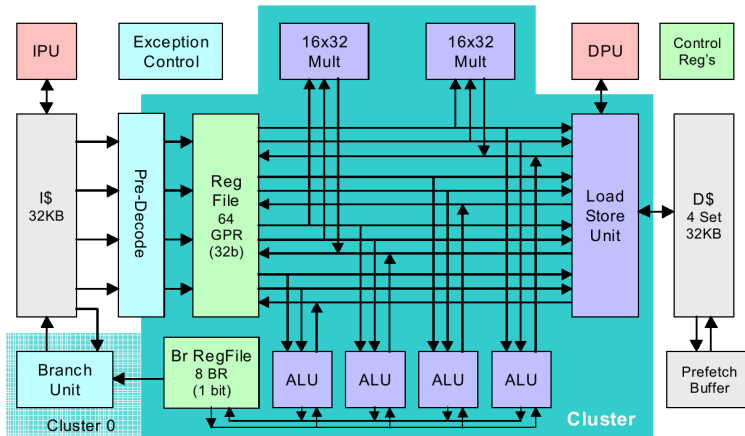 IPU
Exception
Control
16x32
Mult
16x32
Mult
DPU
Control
Reg's
I$
32KB
Pre-Decode
Reg
File
64
GPR
(32b)
Load
Store
Unit
D$
4 Set
32KB
Branch
Unit
Br RegFile
8 BR
(1 bit)
ALU
ALU
ALU
ALU
Prefetch
Buffer
Cluster 0
Cluster